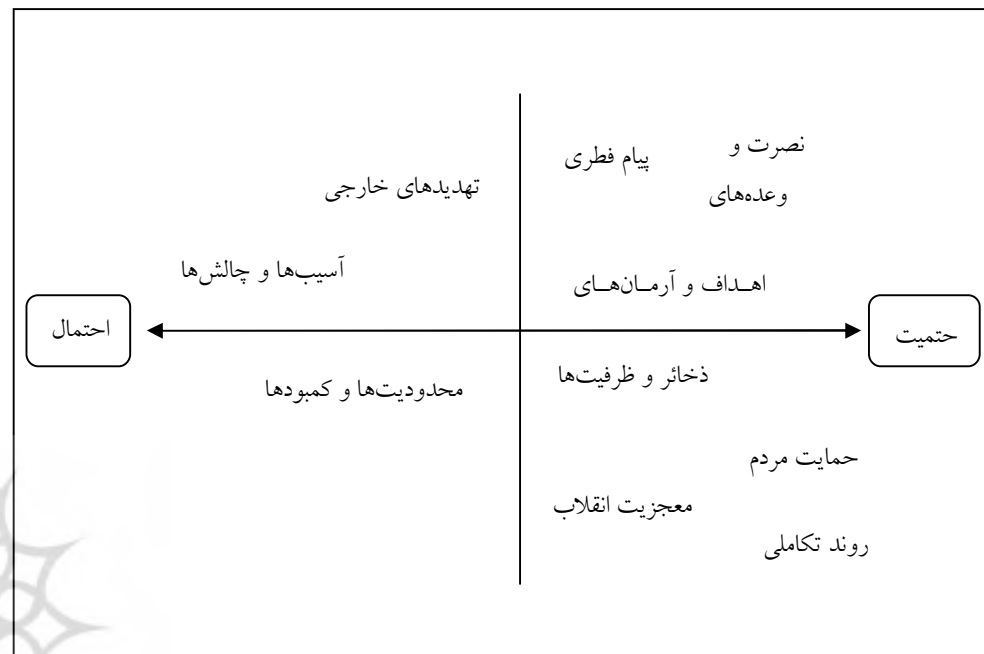 نصرت و
پیام فطری
وعده‌های
تهدیدهای خارجی
آسیب‌ها و چالش‌ها
اهـداف و آرمـان‌هـای
حتمیت
احتمال
ذخائر و ظرفیت‌ها
محدودیت‌ها و کمبودها
حمایت مردم
معجزیت انقلاب
روند تکاملی